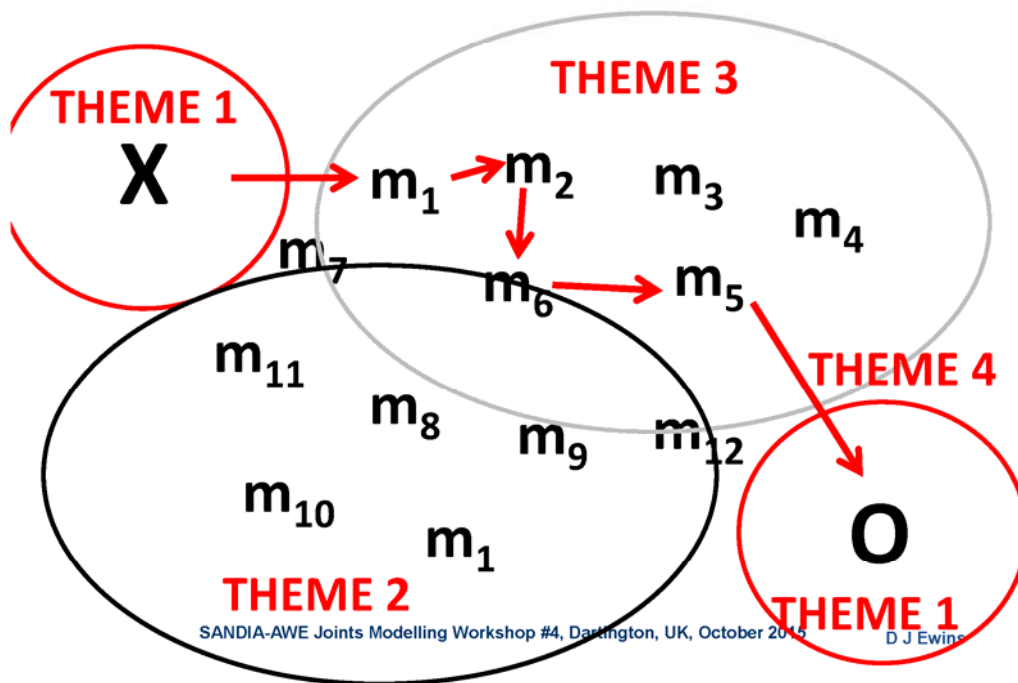 THEME 3
THEME 1
X
m₁
m₂
m₃
m₄
m₇
m₆
m₅
m₁₁
THEME 4
m₈
m₉
m₁₂
m₁₀
m₁
O
THEME 2
THEME 1
SANDIA-AWE Joints Modelling Workshop #4, Dartington, UK, October 2015
D J Ewins